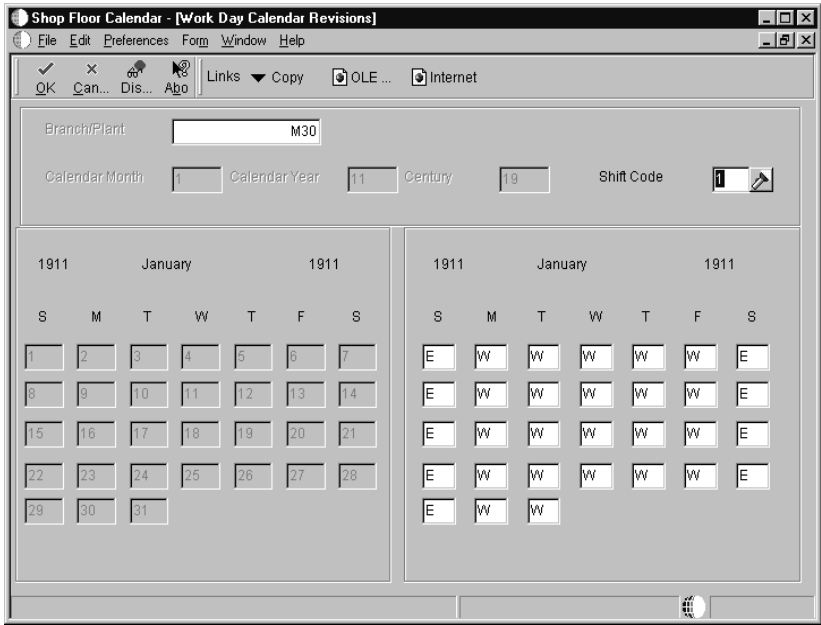 Shop Floor Calendar - [Work Day Calendar Revisions]
File Edit Preferences Form Window Help
OK Can... Dis... Abo Links Copy OLE ... Internet
Branch/Plant M30
Calendar Month 1 Calendar Year 11 Century 19 Shift Code 1
1911 January 1911 1911 January 1911
S M T W T F S S M T W T F S
1 2 3 4 5 6 7 E W W W W W E
8 9 10 11 12 13 14 E W W W W W E
15 16 17 18 19 20 21 E W W W W W E
22 23 24 25 26 27 28 E W W W W W E
29 30 31 E W W